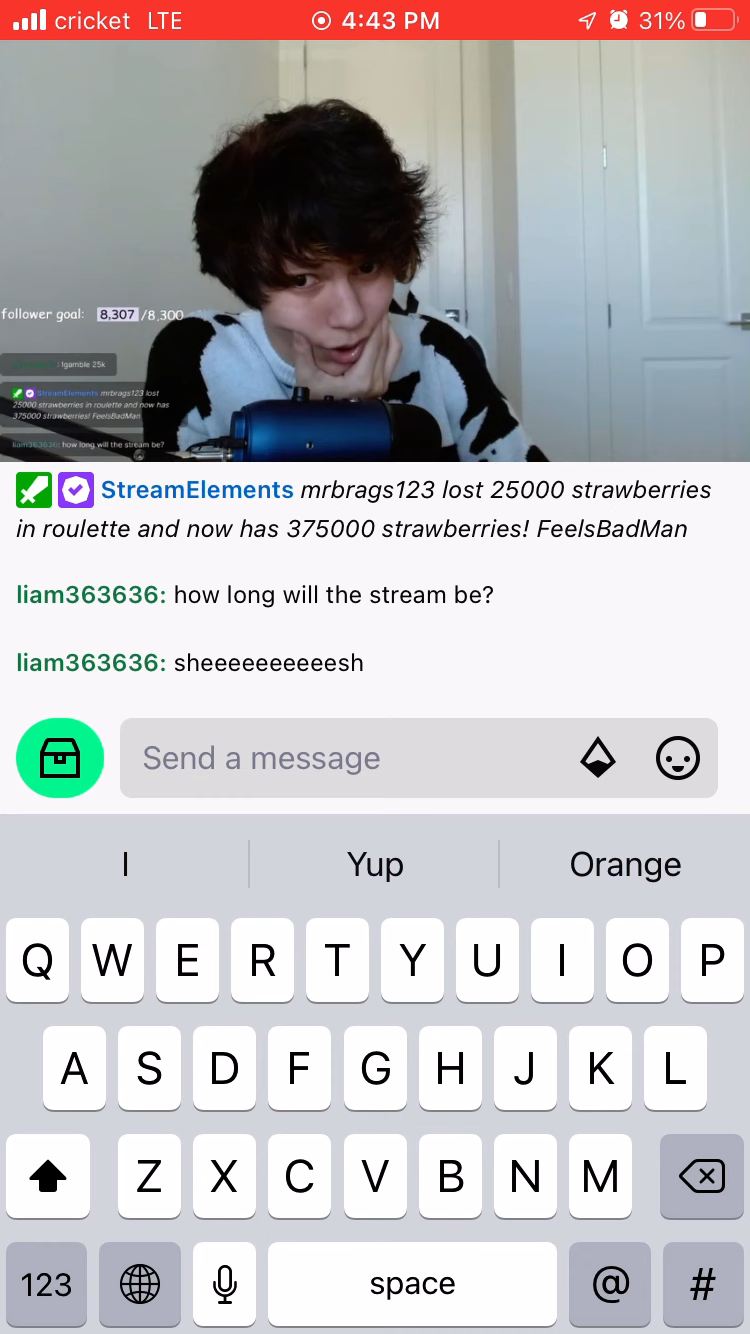 cricket LTE
4:43 PM
31%
follower goal: 8,307 /8,300
: !gamble 25k
StreamElements mrbrags123 lost
25000 strawberries in roulette and now has
375000 strawberries! FeelsBadMan
liam363636: how long will the stream be?
StreamElements mrbrags123 lost 25000 strawberries
in roulette and now has 375000 strawberries! FeelsBadMan
liam363636: how long will the stream be?
liam363636: sheeeeeeeeeesh
Send a message
I Yup Orange
Q W E R T Y U I O P
A S D F G H J K L
Z X C V B N M
123 space @ #